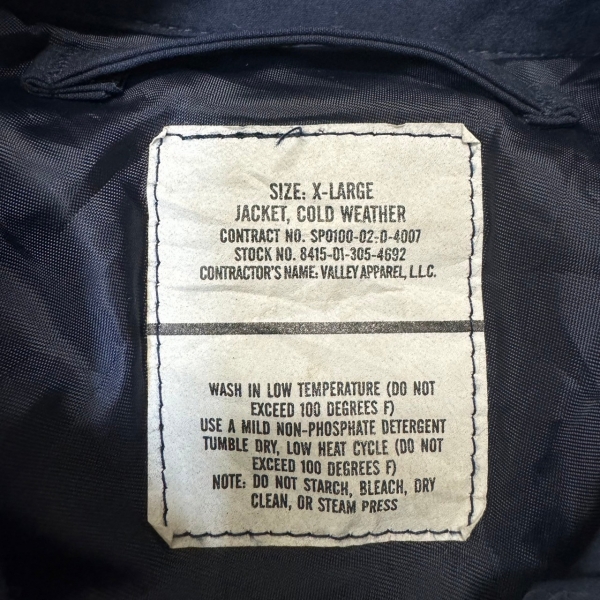 SIZE: X-LARGE
JACKET, COLD WEATHER
CONTRACT NO. SP0100-02-D-4007
STOCK NO. 8415-01-305-4692
CONTRACTOR'S NAME: VALLEY APPAREL, L.L.C.
WASH IN LOW TEMPERATURE (DO NOT
EXCEED 100 DEGREES F)
USE A MILD NON-PHOSPHATE DETERGENT
TUMBLE DRY, LOW HEAT CYCLE (DO NOT
EXCEED 100 DEGREES F)
NOTE: DO NOT STARCH, BLEACH, DRY
CLEAN, OR STEAM PRESS